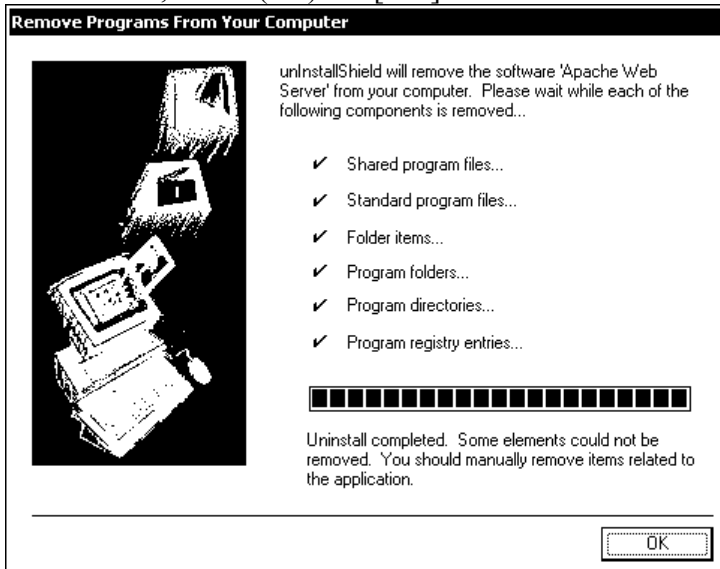 Remove Programs From Your Computer
unInstallShield will remove the software 'Apache Web
Server' from your computer.  Please wait while each of the
following components is removed...
✔ Shared program files...
✔ Standard program files...
✔ Folder items...
✔ Program folders...
✔ Program directories...
✔ Program registry entries...
Uninstall completed.  Some elements could not be
removed.  You should manually remove items related to
the application.
OK